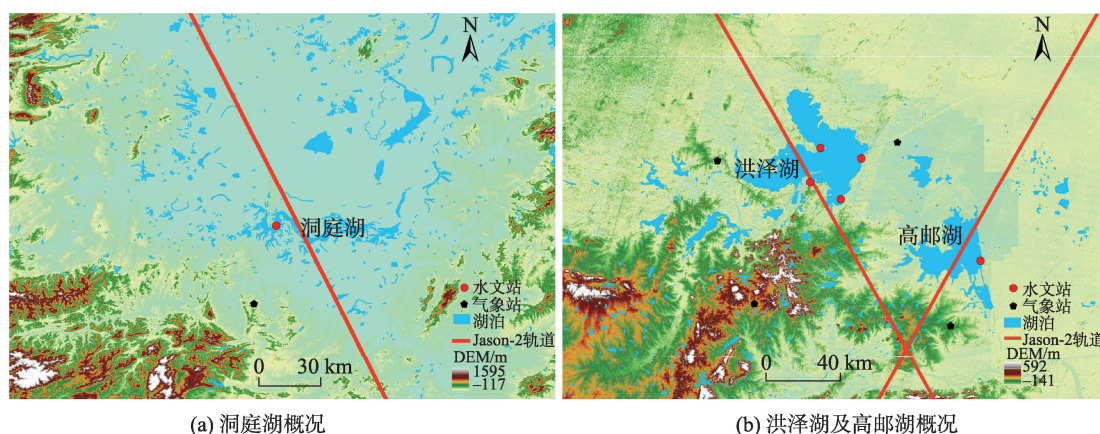 N
洞庭湖
水文站
气象站
湖泊
Jason-2轨道
DEM/m
1595
-117
0 30 km
(a) 洞庭湖概况
N
洪泽湖
高邮湖
水文站
气象站
湖泊
Jason-2轨道
DEM/m
592
-141
0 40 km
(b) 洪泽湖及高邮湖概况